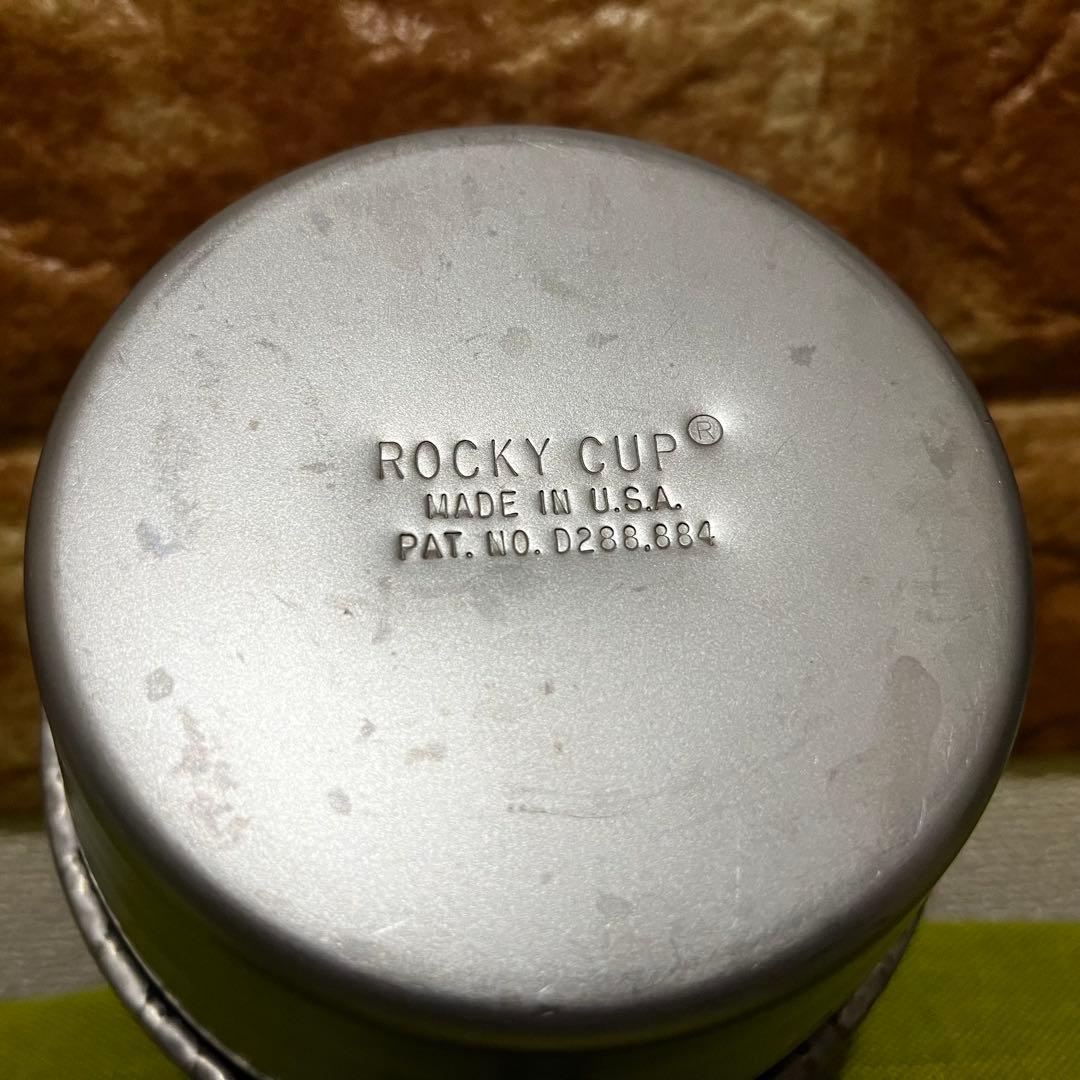 ROCKY CUP®
MADE IN U.S.A.
PAT. NO. D288,884